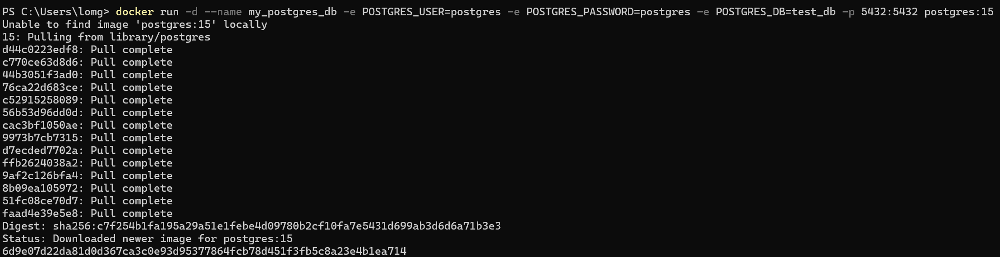 PS C:\Users\lomg> docker run -d --name my_postgres_db -e POSTGRES_USER=postgres -e POSTGRES_PASSWORD=postgres -e POSTGRES_DB=test_db -p 5432:5432 postgres:15
Unable to find image 'postgres:15' locally
15: Pulling from library/postgres
d44c0223edf8: Pull complete
c770ce63d8d6: Pull complete
44b3051f3ad0: Pull complete
76ca22d683ce: Pull complete
c52915258089: Pull complete
56b53d96dd0d: Pull complete
cac3bf1050ae: Pull complete
9973b7cb7315: Pull complete
d7ecded7702a: Pull complete
ffb2624038a2: Pull complete
9af2c126bfa4: Pull complete
8b09ea105972: Pull complete
51fc08ce70d7: Pull complete
faad4e39e5e8: Pull complete
Digest: sha256:c7f254b1fa195a29a51e1febe4d09780b2cf10fa7e5431d699ab3d6d6a71b3e3
Status: Downloaded newer image for postgres:15
6d9e07d22da81d0d367ca3c0e93d95377864fcb78d451f3fb5c8a23e4b1ea714